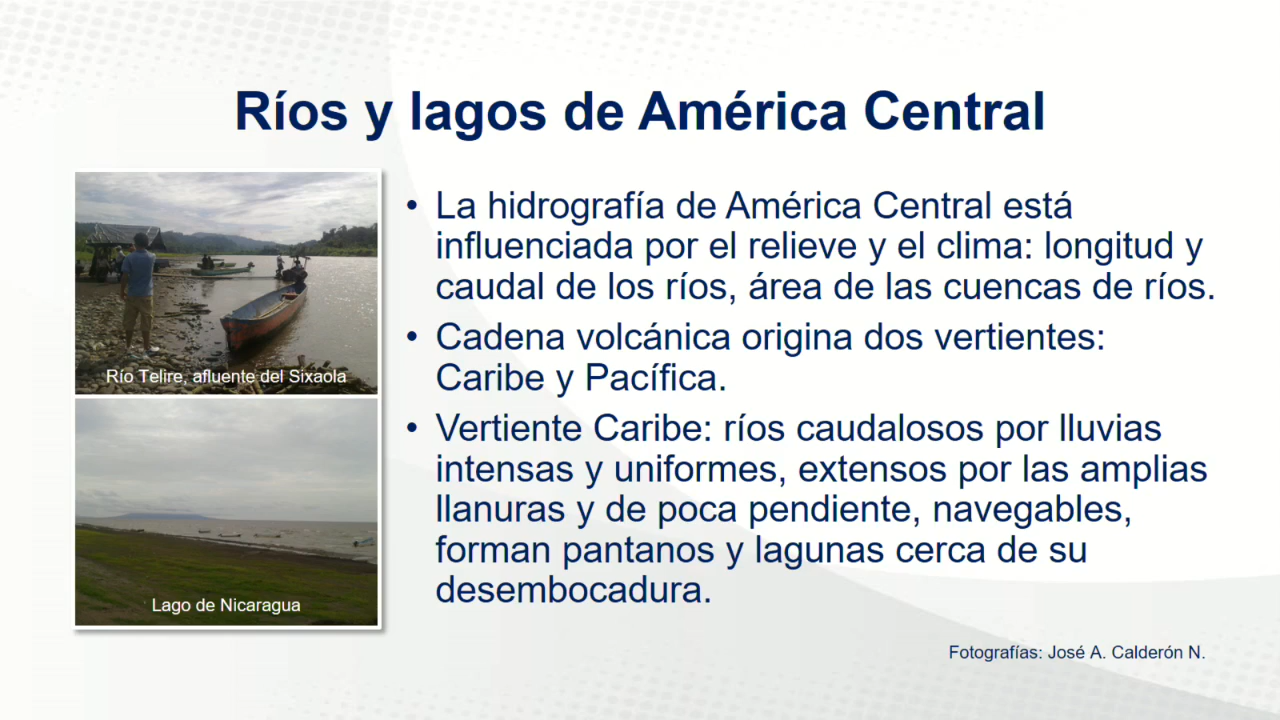 Ríos y lagos de América Central
Río Telire, afluente del Sixaola
Lago de Nicaragua
• La hidrografía de América Central está
influenciada por el relieve y el clima: longitud y
caudal de los ríos, área de las cuencas de ríos.
• Cadena volcánica origina dos vertientes:
Caribe y Pacífica.
• Vertiente Caribe: ríos caudalosos por lluvias
intensas y uniformes, extensos por las amplias
llanuras y de poca pendiente, navegables,
forman pantanos y lagunas cerca de su
desembocadura.
Fotografías: José A. Calderón N.